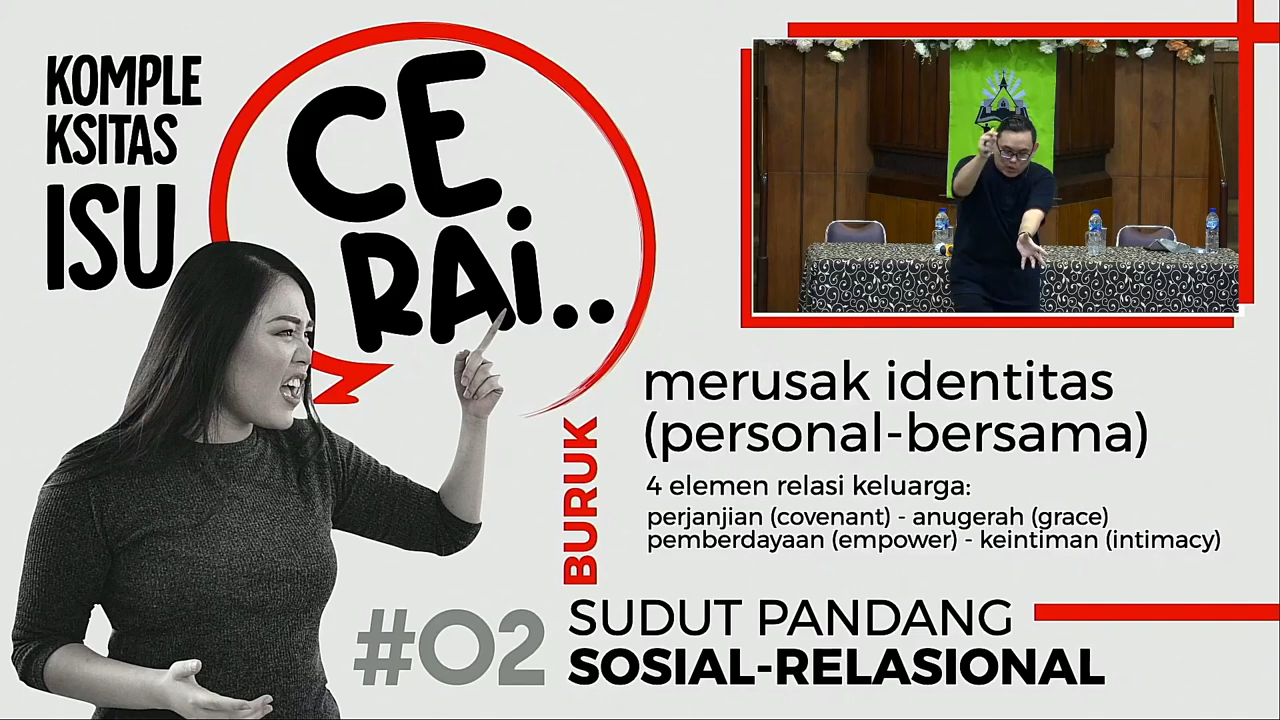 KOMPLE
KSITAS
ISU
CE
RAi..
merusak identitas
(personal-bersama)
4 elemen relasi keluarga:
perjanjian (covenant) - anugerah (grace)
pemberdayaan (empower) - keintiman (intimacy)
BURUK
#02
SUDUT PANDANG
SOSIAL-RELASIONAL